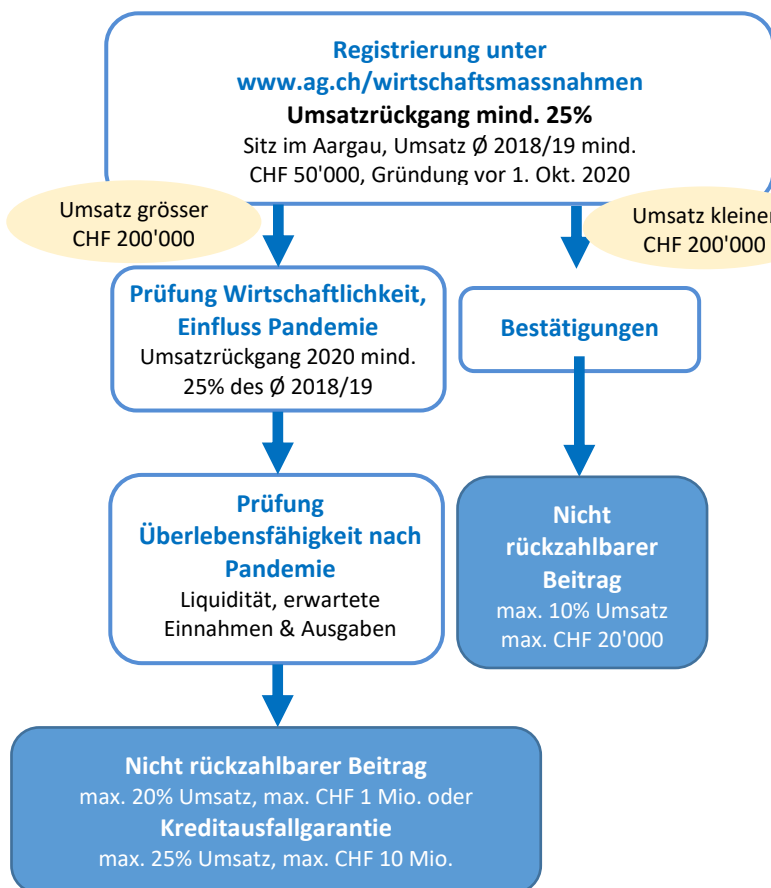 Registrierung unter
www.ag.ch/wirtschaftsmassnahmen
Umsatzrückgang mind. 25%
Sitz im Aargau, Umsatz Ø 2018/19 mind.
CHF 50'000, Gründung vor 1. Okt. 2020
Umsatz grösser
CHF 200'000
Umsatz kleiner
CHF 200'000
Prüfung Wirtschaftlichkeit,
Einfluss Pandemie
Umsatzrückgang 2020 mind.
25% des Ø 2018/19
Bestätigungen
Prüfung
Überlebensfähigkeit nach
Pandemie
Liquidität, erwartete
Einnahmen & Ausgaben
Nicht
rückzahlbarer
Beitrag
max. 10% Umsatz
max. CHF 20'000
Nicht rückzahlbarer Beitrag
max. 20% Umsatz, max. CHF 1 Mio. oder
Kreditausfallgarantie
max. 25% Umsatz, max. CHF 10 Mio.